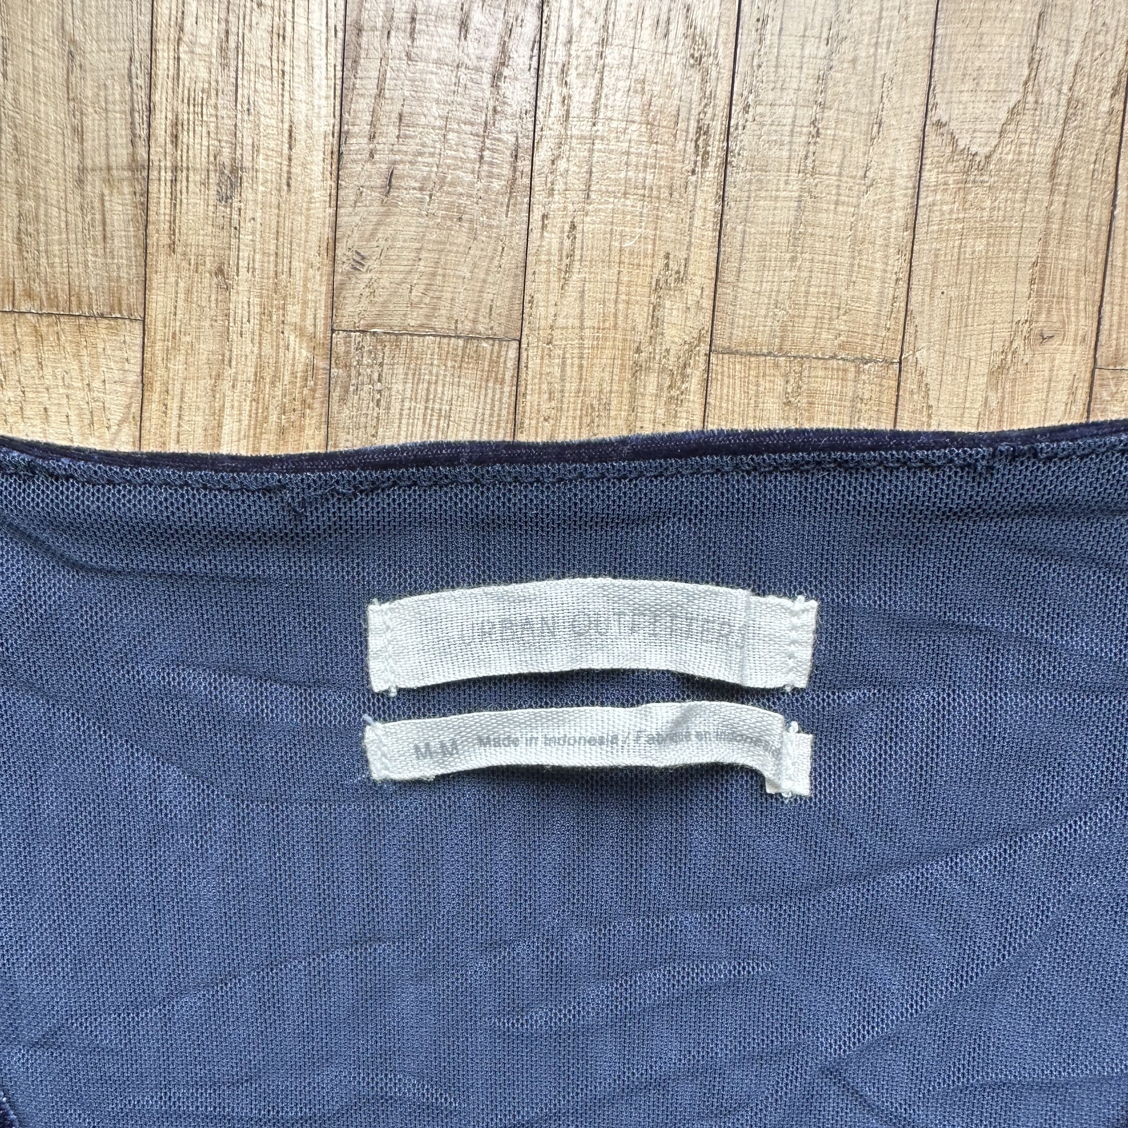 URBAN OUTFITTERS
M-M Made in Indonesia / Fabriqué en Indonésie